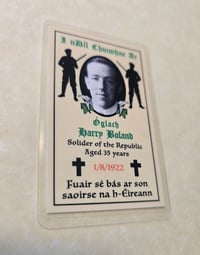 I nDíl Chuimhne Ar
Óglach
Harry Boland
Solider of the Republic
Aged 35 years
1/8/1922
Fuair sé bás ar son
saoirse na h-Éireann